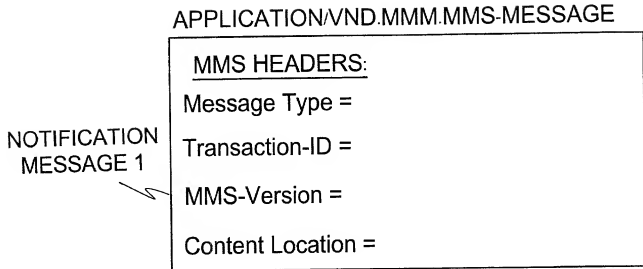 APPLICATION/VND.MMM.MMS-MESSAGE
MMS HEADERS:
Message Type =
NOTIFICATION
MESSAGE 1
Transaction-ID =
MMS-Version =
Content Location =